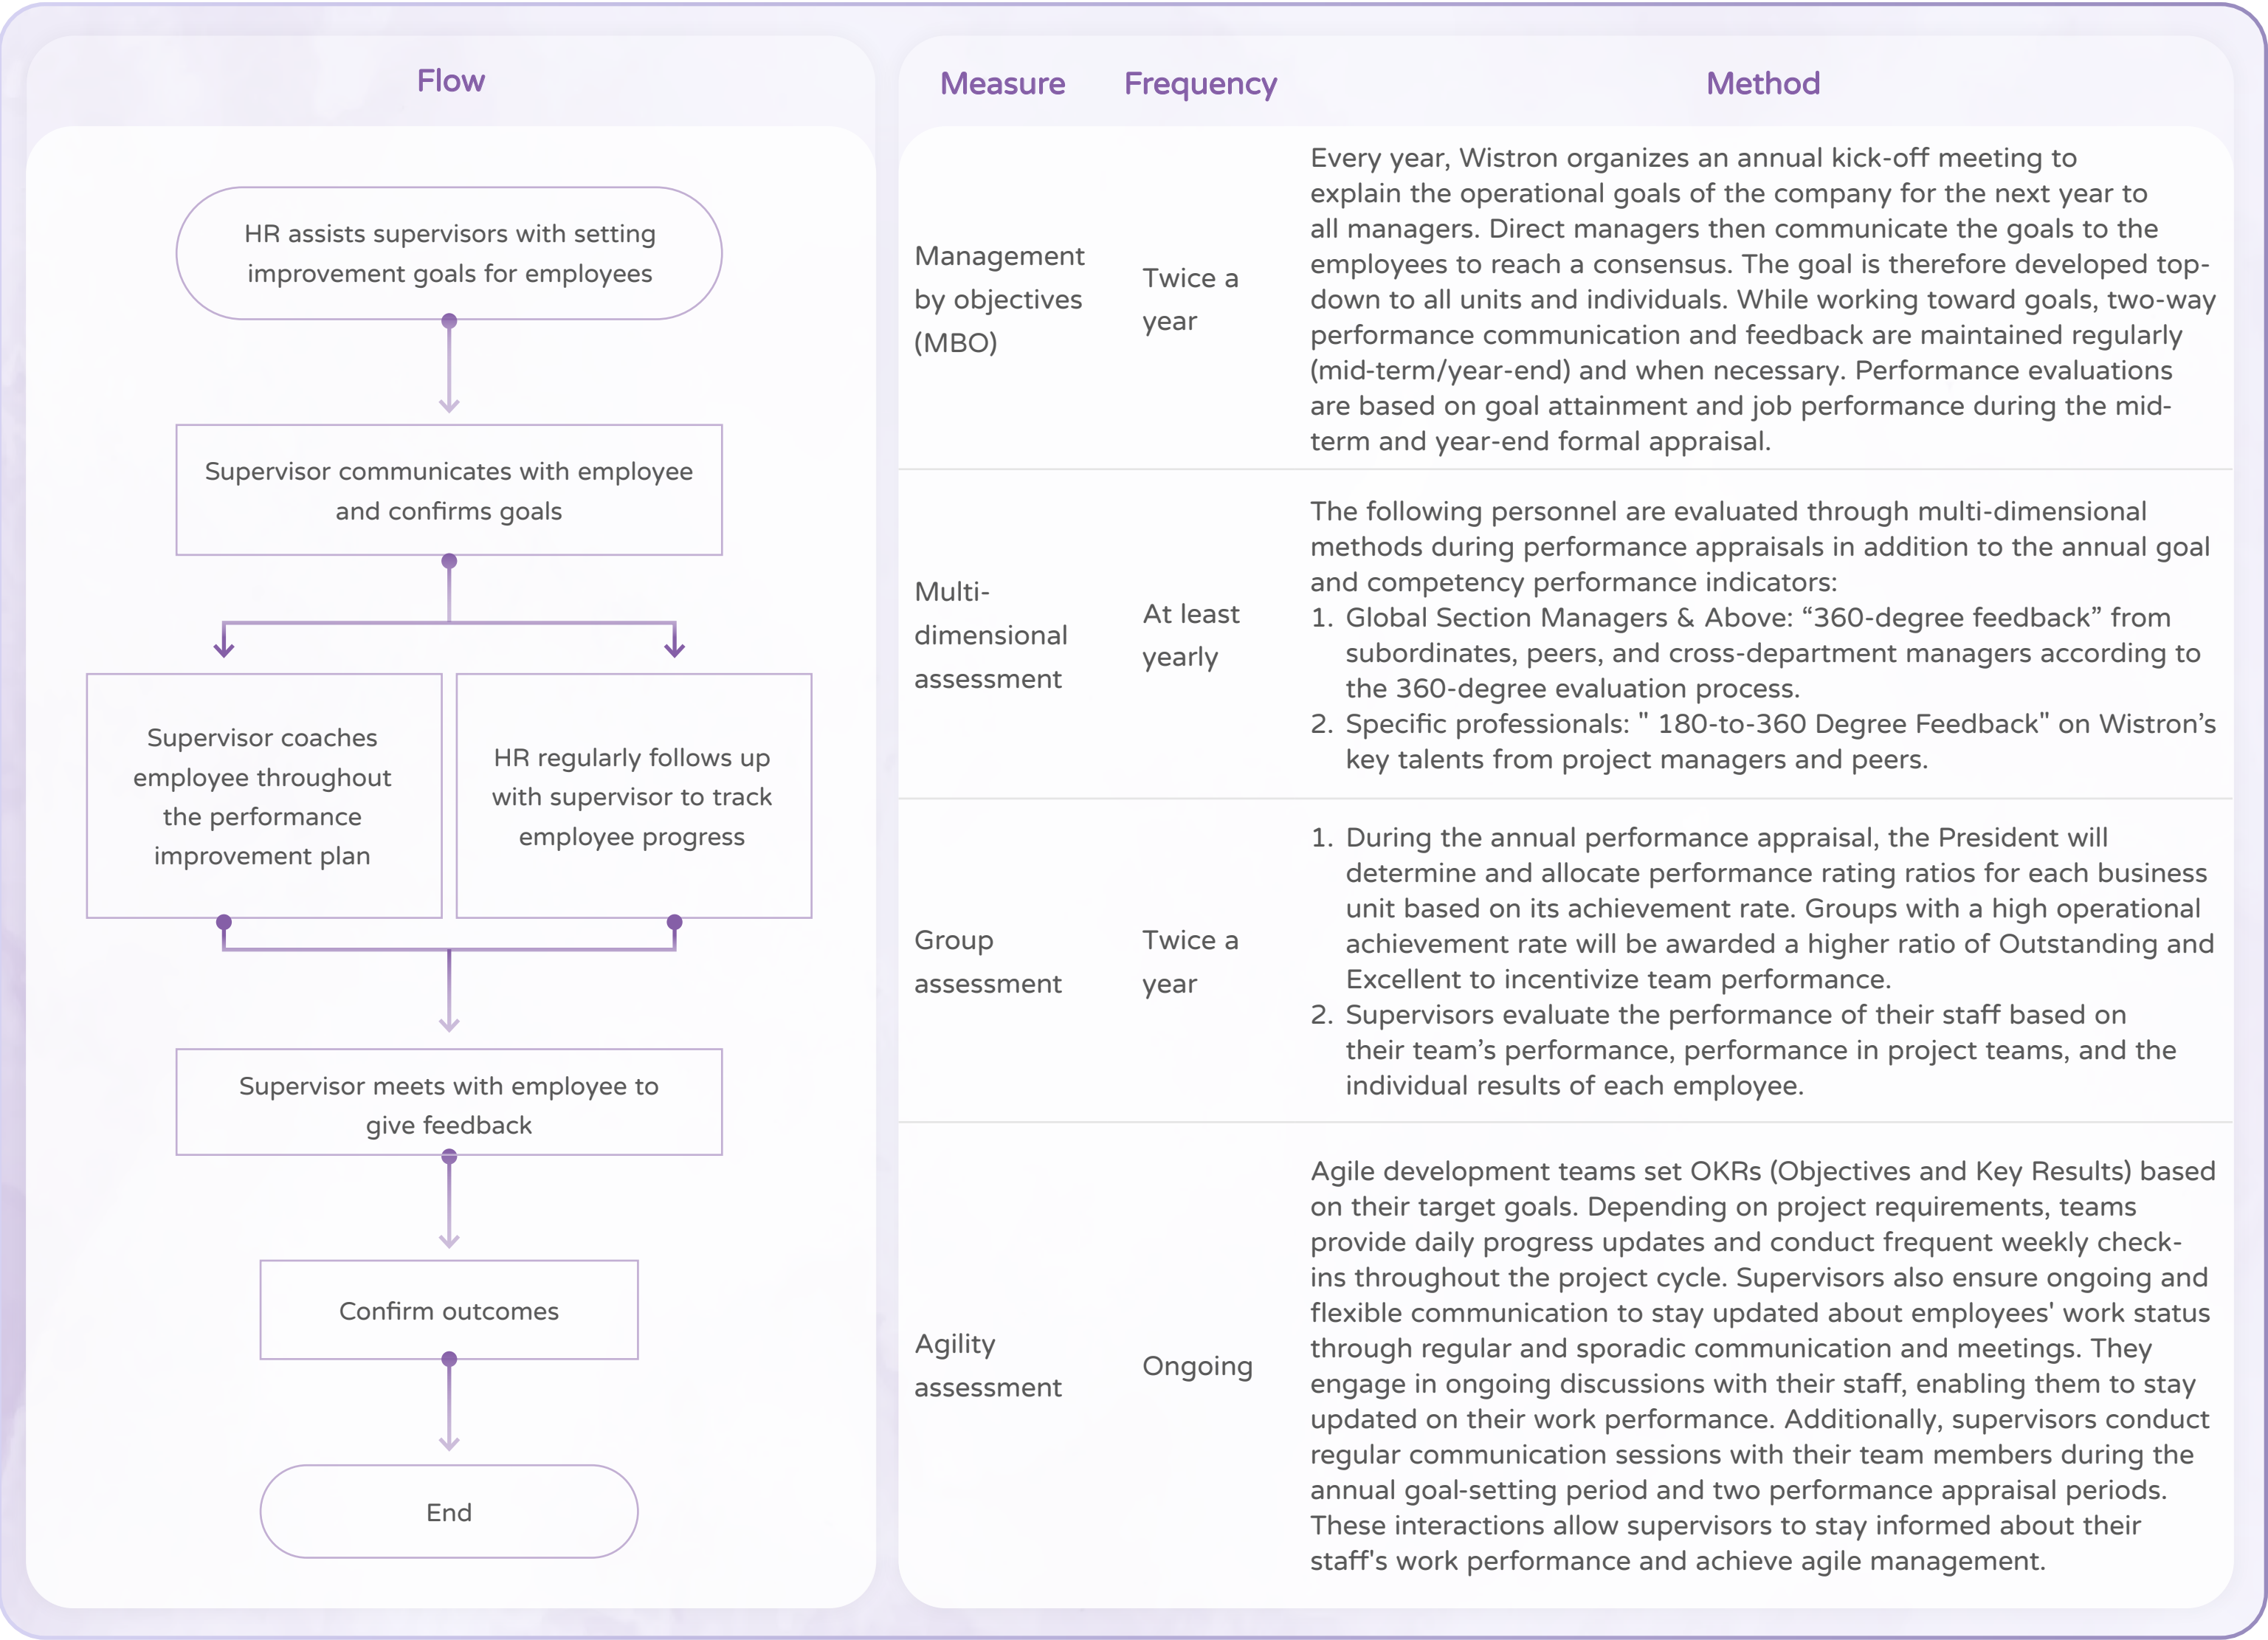 Flow
HR assists supervisors with setting
improvement goals for employees
Supervisor communicates with employee
and confirms goals
Supervisor coaches
employee throughout
the performance
improvement plan
HR regularly follows up
with supervisor to track
employee progress
Supervisor meets with employee to
give feedback
Confirm outcomes
End
Measure
Frequency
Method
Management
by objectives
(MBO)
Twice a
year
Every year, Wistron organizes an annual kick-off meeting to
explain the operational goals of the company for the next year to
all managers. Direct managers then communicate the goals to the
employees to reach a consensus. The goal is therefore developed top-
down to all units and individuals. While working toward goals, two-way
performance communication and feedback are maintained regularly
(mid-term/year-end) and when necessary. Performance evaluations
are based on goal attainment and job performance during the mid-
term and year-end formal appraisal.
Multi-
dimensional
assessment
At least
yearly
The following personnel are evaluated through multi-dimensional
methods during performance appraisals in addition to the annual goal
and competency performance indicators:
1. Global Section Managers & Above: “360-degree feedback” from
subordinates, peers, and cross-department managers according to
the 360-degree evaluation process.
2. Specific professionals: " 180-to-360 Degree Feedback" on Wistron’s
key talents from project managers and peers.
Group
assessment
Twice a
year
1. During the annual performance appraisal, the President will
determine and allocate performance rating ratios for each business
unit based on its achievement rate. Groups with a high operational
achievement rate will be awarded a higher ratio of Outstanding and
Excellent to incentivize team performance.
2. Supervisors evaluate the performance of their staff based on
their team’s performance, performance in project teams, and the
individual results of each employee.
Agility
assessment
Ongoing
Agile development teams set OKRs (Objectives and Key Results) based
on their target goals. Depending on project requirements, teams
provide daily progress updates and conduct frequent weekly check-
ins throughout the project cycle. Supervisors also ensure ongoing and
flexible communication to stay updated about employees' work status
through regular and sporadic communication and meetings. They
engage in ongoing discussions with their staff, enabling them to stay
updated on their work performance. Additionally, supervisors conduct
regular communication sessions with their team members during the
annual goal-setting period and two performance appraisal periods.
These interactions allow supervisors to stay informed about their
staff's work performance and achieve agile management.